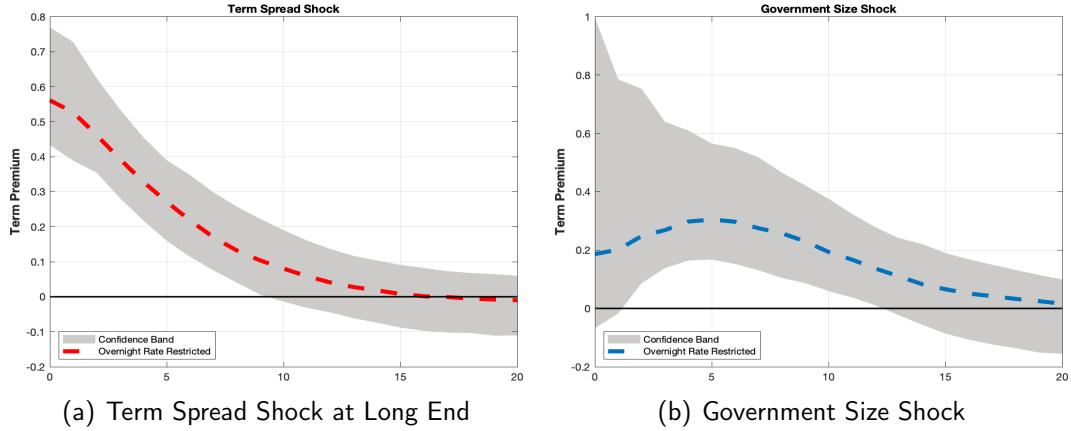 Term Spread Shock
0.8
0.7
0.6
0.5
0.4
0.3
0.2
0.1
0
-0.1
-0.2
Term Premium
Confidence Band
Overnight Rate Restricted
0 5 10 15 20
(a) Term Spread Shock at Long End
Government Size Shock
1
0.8
0.6
0.4
0.2
0
-0.2
Term Premium
Confidence Band
Overnight Rate Restricted
0 5 10 15 20
(b) Government Size Shock